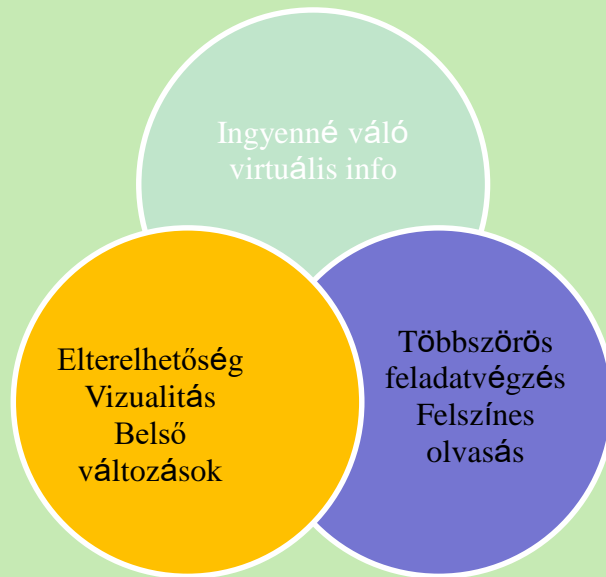 Ingyenné váló
virtuális info
Elterelhetőség
Vizualitás
Belső
változások
Többszörös
feladatvégzés
Felszínes
olvasás